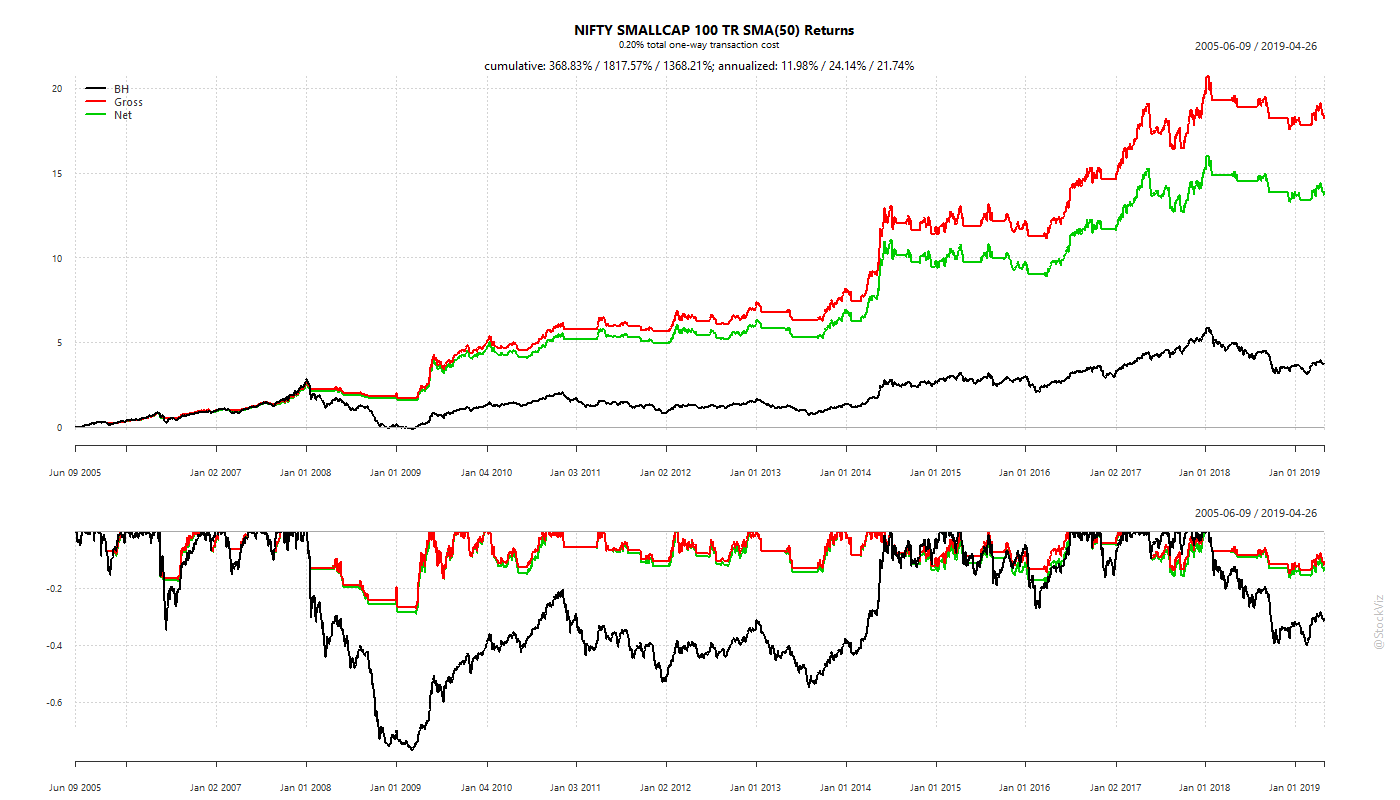 NIFTY SMALLCAP 100 TR SMA(50) Returns
0.20% total one-way transaction cost
2005-06-09 / 2019-04-26
cumulative: 368.83% / 1817.57% / 1368.21%; annualized: 11.98% / 24.14% / 21.74%
BH
Gross
Net
20
15
10
5
0
Jun 09 2005 Jan 02 2007 Jan 01 2008 Jan 01 2009 Jan 04 2010 Jan 03 2011 Jan 02 2012 Jan 01 2013 Jan 01 2014 Jan 01 2015 Jan 01 2016 Jan 02 2017 Jan 01 2018 Jan 01 2019
2005-06-09 / 2019-04-26
-0.2
-0.4
-0.6
Jun 09 2005 Jan 02 2007 Jan 01 2008 Jan 01 2009 Jan 04 2010 Jan 03 2011 Jan 02 2012 Jan 01 2013 Jan 01 2014 Jan 01 2015 Jan 01 2016 Jan 02 2017 Jan 01 2018 Jan 01 2019
@StockViz